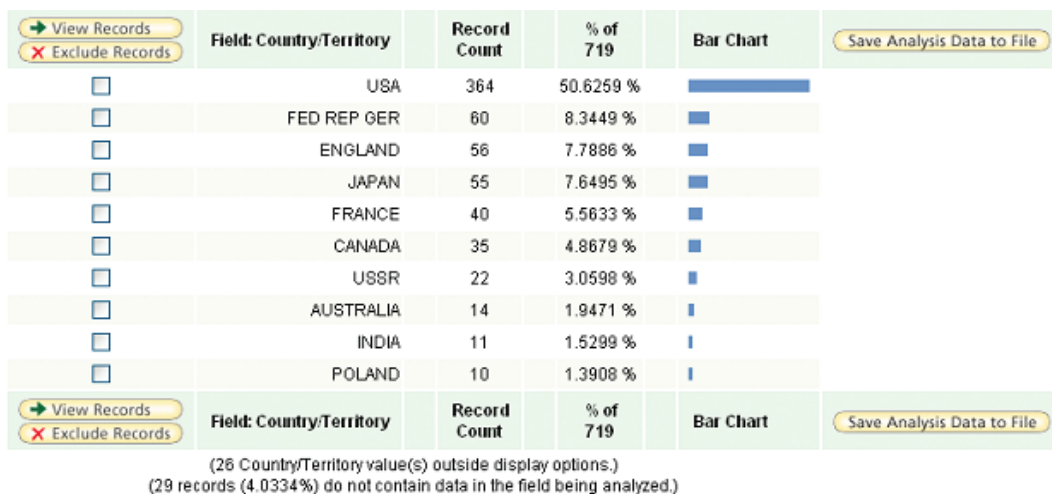 View Records
Exclude Records
Field: Country/Territory
Record Count
% of 719
Bar Chart
Save Analysis Data to File
USA 364 50.6259 %
FED REP GER 60 8.3449 %
ENGLAND 56 7.7886 %
JAPAN 55 7.6495 %
FRANCE 40 5.5633 %
CANADA 35 4.8679 %
USSR 22 3.0598 %
AUSTRALIA 14 1.9471 %
INDIA 11 1.5299 %
POLAND 10 1.3908 %
View Records
Exclude Records
Field: Country/Territory
Record Count
% of 719
Bar Chart
Save Analysis Data to File
(26 Country/Territory value(s) outside display options.)
(29 records (4.0334%) do not contain data in the field being analyzed.)